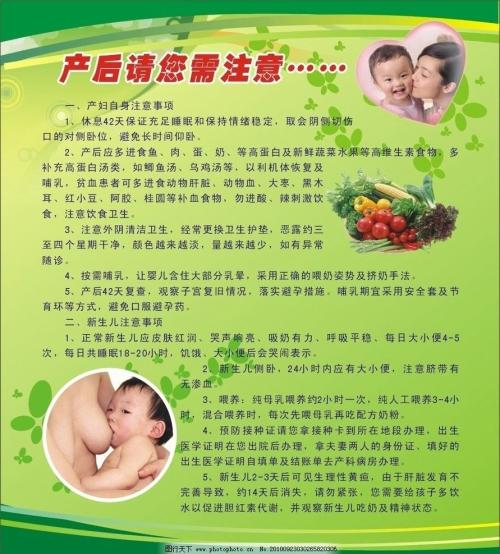 产后请您需注意……
一、产妇自身注意事项
1、休息42天保证充足睡眠和保持情绪稳定，取会阴侧切伤
口的对侧卧位，避免长时间仰卧。
2、产后应多进食鱼、肉、蛋、奶、等高蛋白及新鲜蔬菜水果等高维生素食物，多
补充高蛋白汤类，如鲫鱼汤、乌鸡汤等，以利机体恢复及
哺乳，贫血患者可多进食动物肝脏、动物血、大枣、黑木
耳、红小豆、阿胶、桂圆等补血食物，勿进酸、辣刺激饮
食，注意饮食卫生。
3、注意外阴清洁卫生，经常更换卫生护垫，恶露约三
至四个星期干净，颜色越来越淡，量越来越少，如有异常
随诊。
4、按需哺乳，让婴儿含住大部分乳晕，采用正确的喂奶姿势及挤奶手法。
5、产后42天复查，观察子宫复旧情况，落实避孕措施。哺乳期宜采用安全套及节
育环等方式，避免口服避孕药。
二、新生儿注意事项
1、正常新生儿应皮肤红润、哭声响亮、吸奶有力、呼吸平稳、每日大小便4-5
次，每日共睡眠18-20小时，饥饿、大小便后会哭闹表示。
2、新生儿侧卧，24小时内应有大小便，注意脐带有
无渗血。
3、喂养：纯母乳喂养约2小时一次，纯人工喂养3-4小
时，混合喂养时，每次先喂母乳再吃配方奶粉。
4、预防接种证请您拿接种卡到所在地段办理，出生
医学证明在您出院后办理，拿夫妻两人的身份证、填好的
出生医学证明自填单及结账单去产科病房办理。
5、新生儿2-3天后可见生理性黄疸，由于肝脏发育不
完善导致，约14天后消失，请勿紧张，您需要给孩子多饮
水以促进胆红素代谢，并观察新生儿吃奶及精神状态。
图行天下 www.photophoto.cn No.20100923030265820306